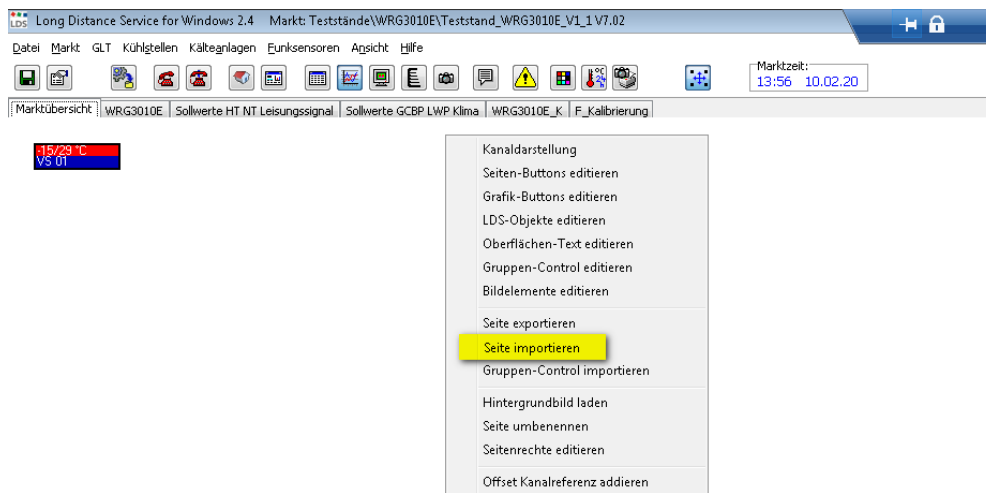 LDS Long Distance Service for Windows 2.4 Markt: Teststände\WRG3010E\Teststand_WRG3010E_V1_1 V7.02
Datei Markt GLT Kühlstellen Kälteanlagen Funksensoren Ansicht Hilfe
Marktzeit:
13:56 10.02.20
Marktübersicht WRG3010E Sollwerte HT NT Leisungssignal Sollwerte GCBP LWP Klima WRG3010E_K F_Kalibrierung
-15/29 °C
VS 01
Kanaldarstellung
Seiten-Buttons editieren
Grafik-Buttons editieren
LDS-Objekte editieren
Oberflächen-Text editieren
Gruppen-Control editieren
Bildelemente editieren
Seite exportieren
Seite importieren
Gruppen-Control importieren
Hintergrundbild laden
Seite umbenennen
Seitenrechte editieren
Offset Kanalreferenz addieren